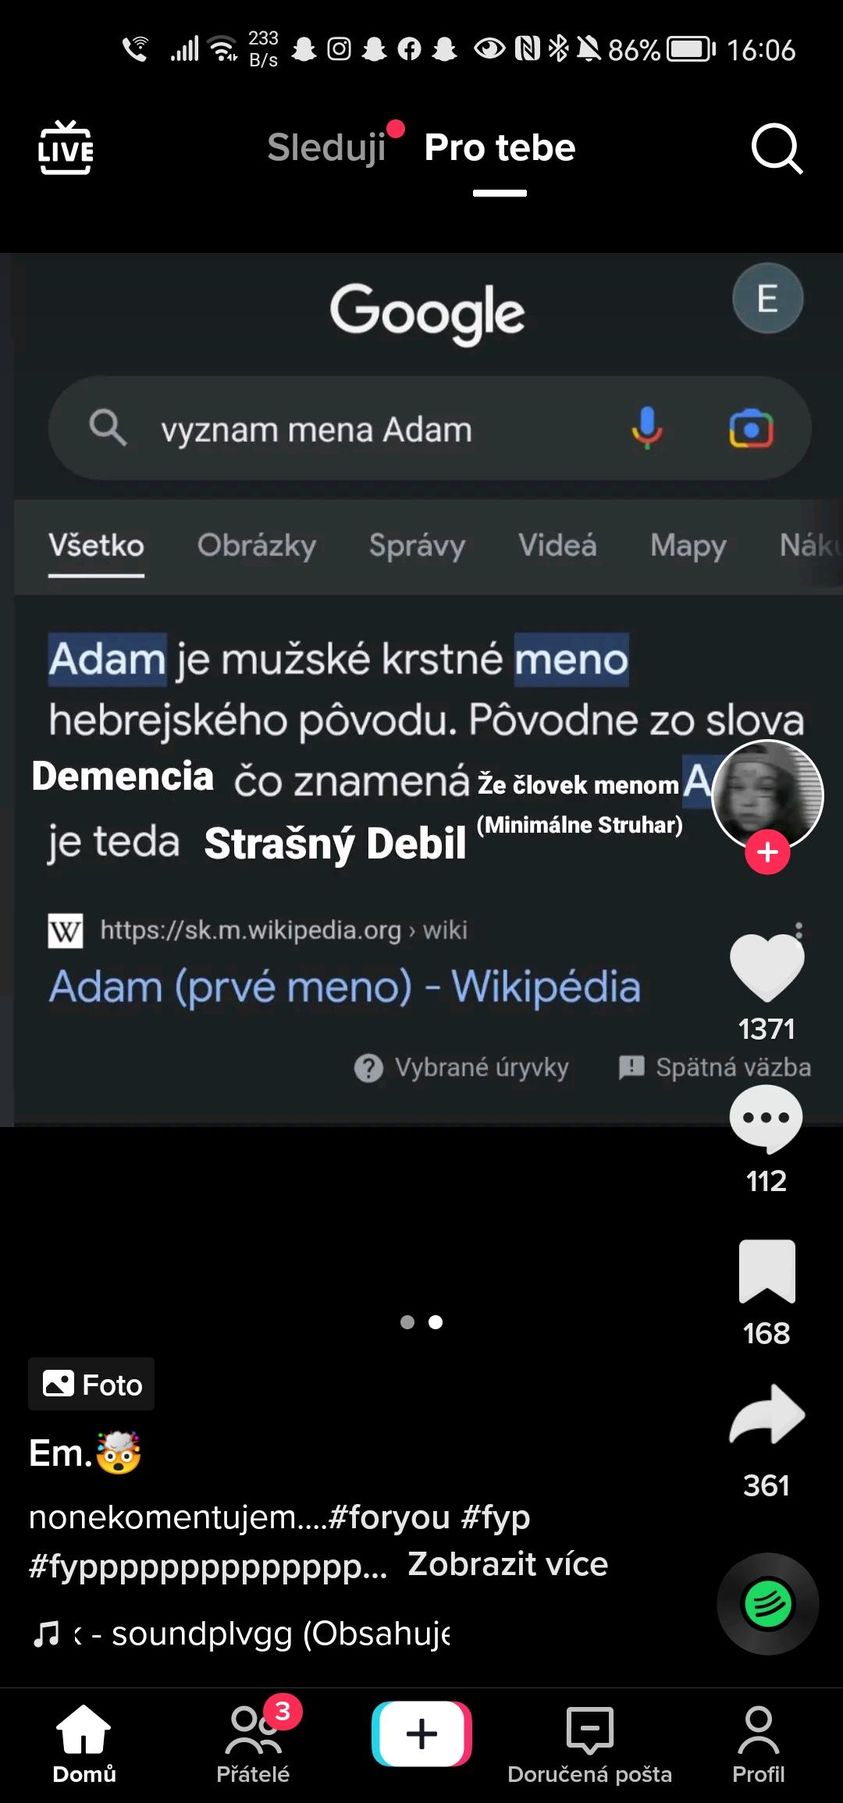 233
B/s
86%
16:06
LIVE
Sleduji
Pro tebe
Google
E
vyznam mena Adam
Všetko Obrázky Správy Videá Mapy
Adam je mužské krstné meno
hebrejského pôvodu. Pôvodne zo slova
Demencia čo znamená Že človek menom
je teda Strašný Debil (Minimálne Struhar)
W https://sk.m.wikipedia.org › wiki
Adam (prvé meno) - Wikipédia
Vybrané úryvky Spätná väzba
1371
112
168
361
Foto
Em.🤯
nonekomentujem....#foryou #fyp
#fypppppppppppppp... Zobrazit více
- soundplvgg (Obsahuje
3
Domů Přátelé Doručená pošta Profil